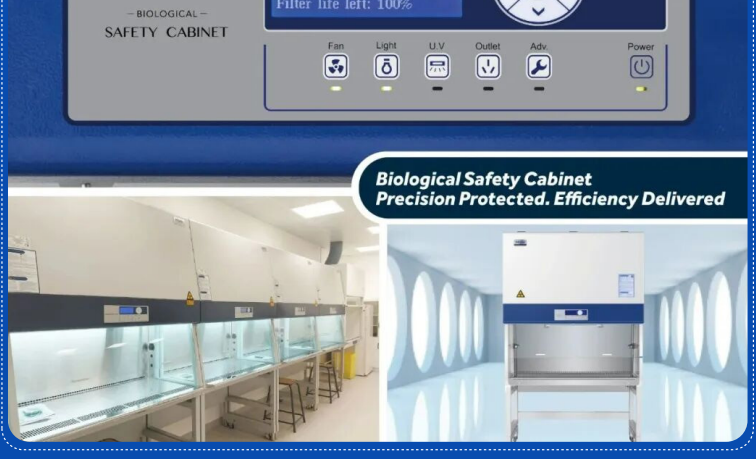 Filter life left: 100%
— BIOLOGICAL —
SAFETY CABINET
Fan Light U.V Outlet Adv. Power
Biological Safety Cabinet
Precision Protected. Efficiency Delivered